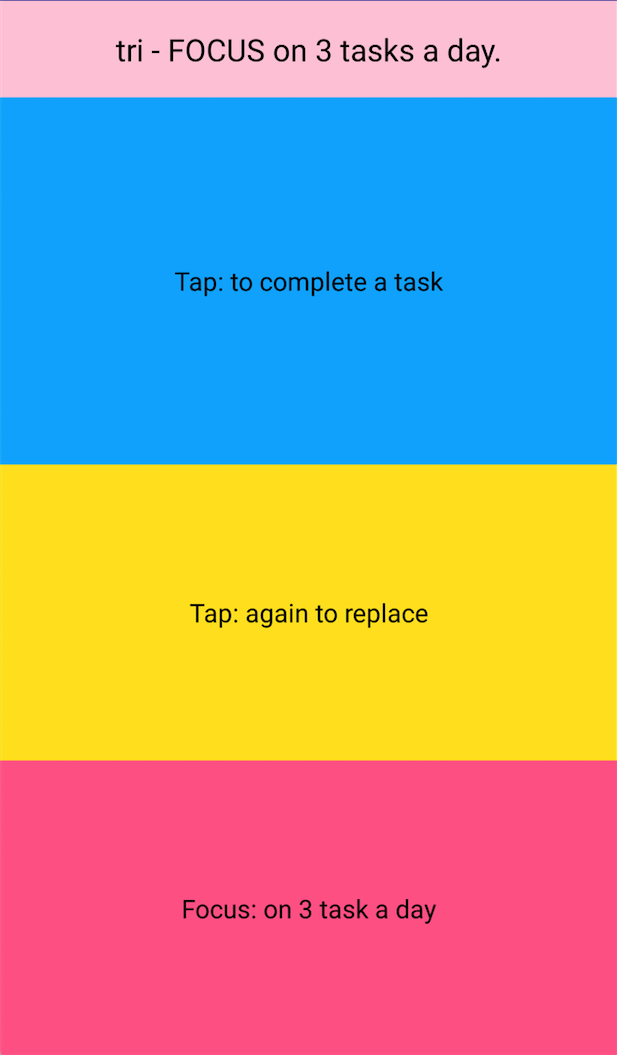 tri - FOCUS on 3 tasks a day.
Tap: to complete a task
Tap: again to replace
Focus: on 3 task a day